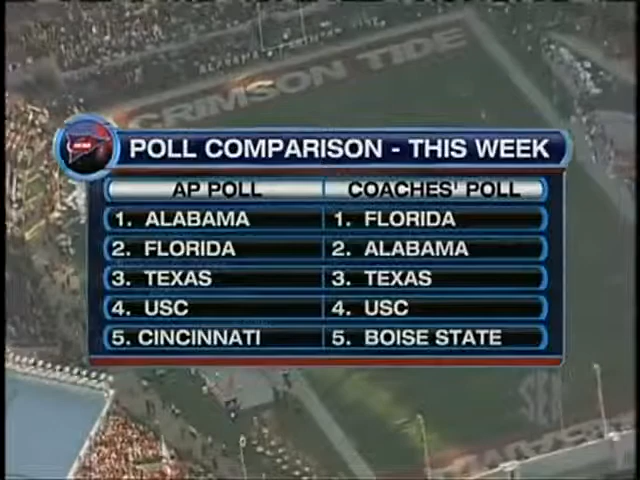 CRIMSON TIDE
POLL COMPARISON - THIS WEEK
AP POLL COACHES' POLL
1. ALABAMA 1. FLORIDA
2. FLORIDA 2. ALABAMA
3. TEXAS 3. TEXAS
4. USC 4. USC
5. CINCINNATI 5. BOISE STATE
SEC